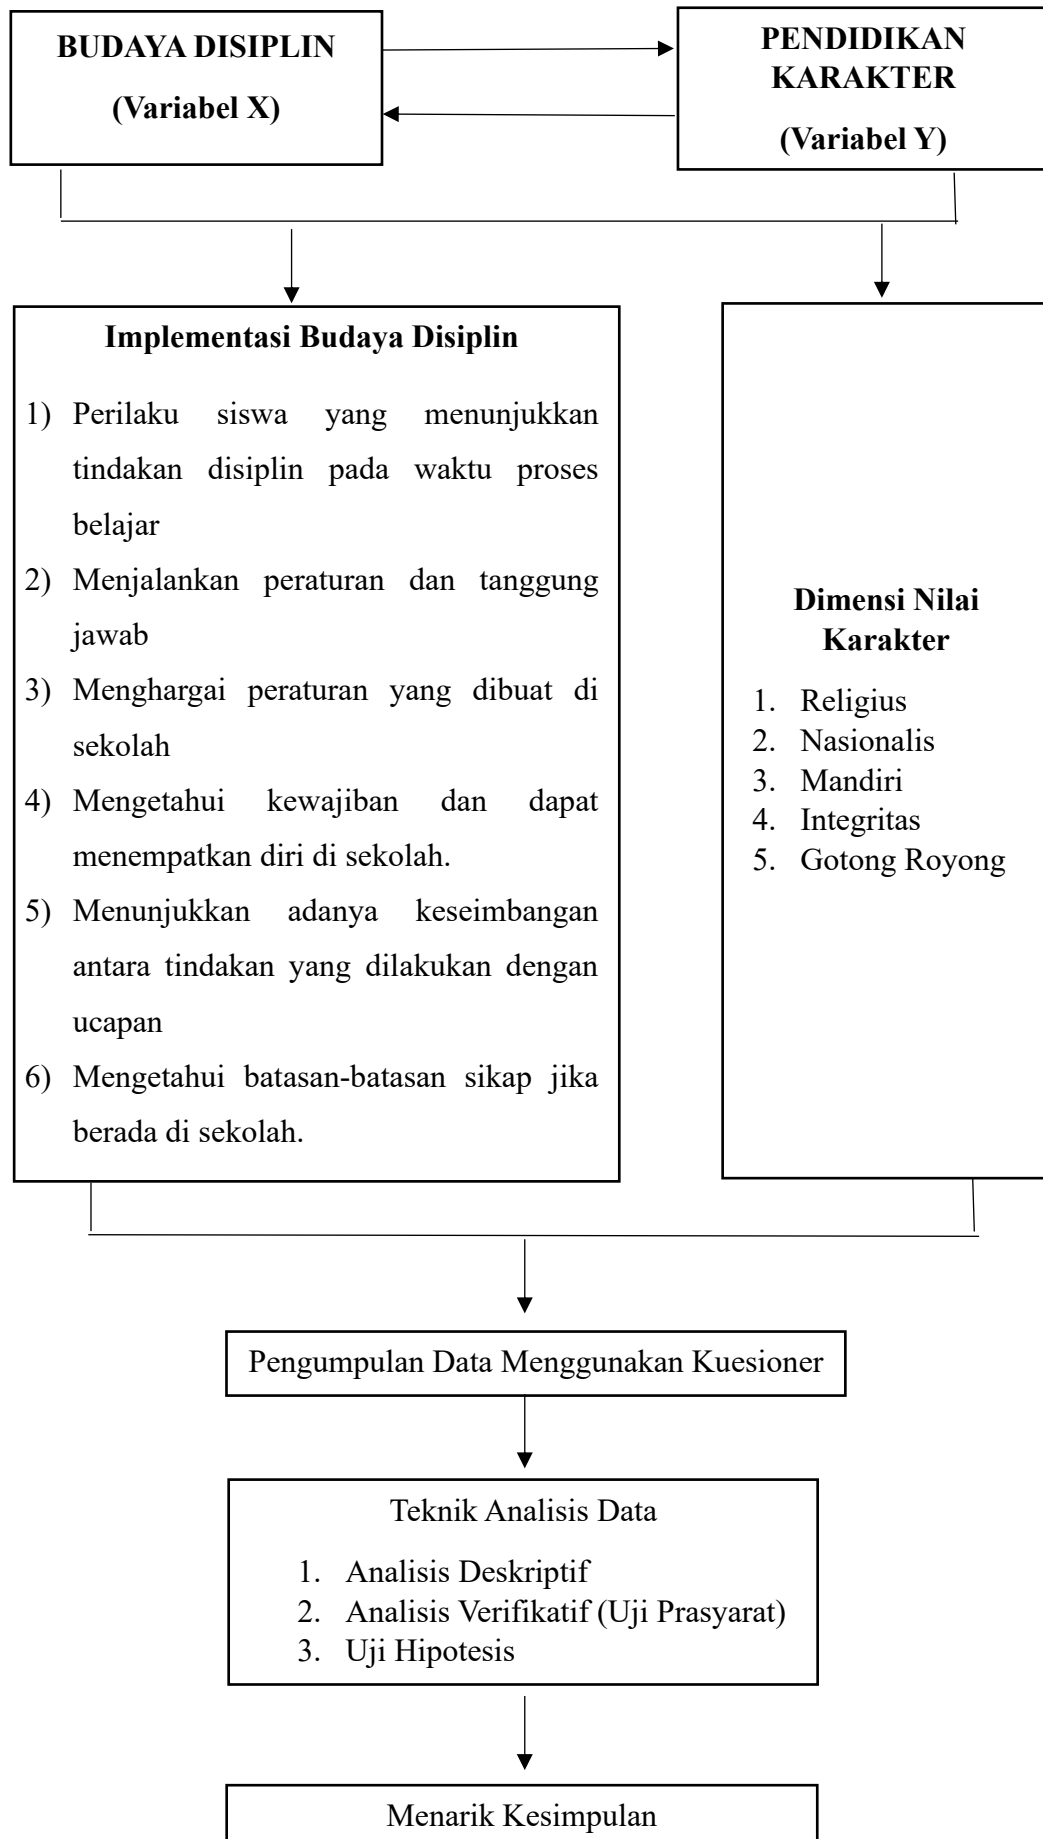 BUDAYA DISIPLIN
(Variabel X)
PENDIDIKAN
KARAKTER
(Variabel Y)
Implementasi Budaya Disiplin
1) Perilaku siswa yang menunjukkan
tindakan disiplin pada waktu proses
belajar
2) Menjalankan peraturan dan tanggung
jawab
3) Menghargai peraturan yang dibuat di
sekolah
4) Mengetahui kewajiban dan dapat
menempatkan diri di sekolah.
5) Menunjukkan adanya keseimbangan
antara tindakan yang dilakukan dengan
ucapan
6) Mengetahui batasan-batasan sikap jika
berada di sekolah.
Dimensi Nilai
Karakter
1. Religius
2. Nasionalis
3. Mandiri
4. Integritas
5. Gotong Royong
Pengumpulan Data Menggunakan Kuesioner
Teknik Analisis Data
1. Analisis Deskriptif
2. Analisis Verifikatif (Uji Prasyarat)
3. Uji Hipotesis
Menarik Kesimpulan